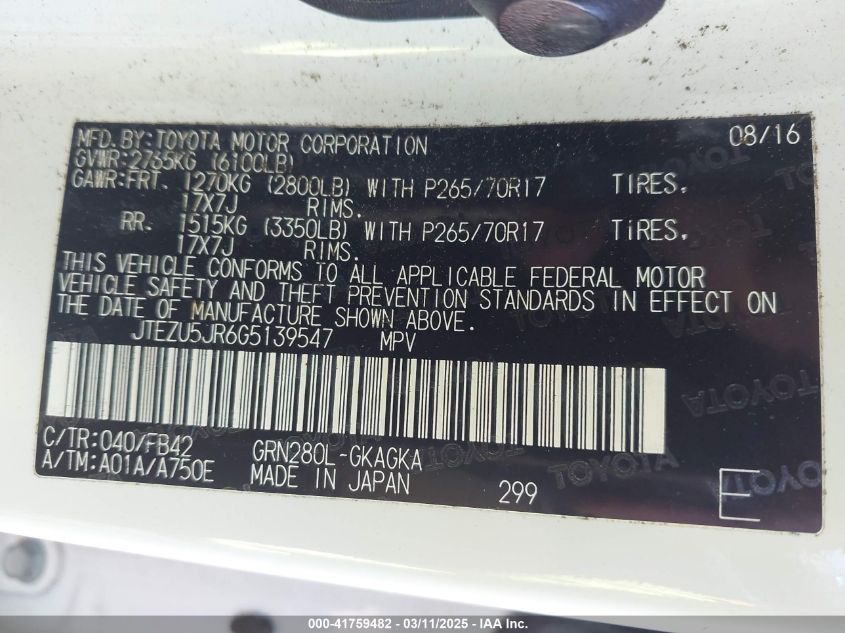 MFD. BY: TOYOTA MOTOR CORPORATION 08/16
GVWR: 2765KG (6100LB)
GAWR: FRT. 1270KG (2800LB) WITH P265/70R17 TIRES,
17X7J RIMS.
RR. 1515KG (3350LB) WITH P265/70R17 TIRES,
17X7J RIMS.
THIS VEHICLE CONFORMS TO ALL APPLICABLE FEDERAL MOTOR
VEHICLE SAFETY AND THEFT PREVENTION STANDARDS IN EFFECT ON
THE DATE OF MANUFACTURE SHOWN ABOVE.
JTEZU5JR6G5139547 MPV
C/TR: 040/FB42 GRN280L-GKAGKA
A/TM: A01A/A750E MADE IN JAPAN 299 E
TOYOTA
000-41759482 - 03/11/2025 - IAA Inc.